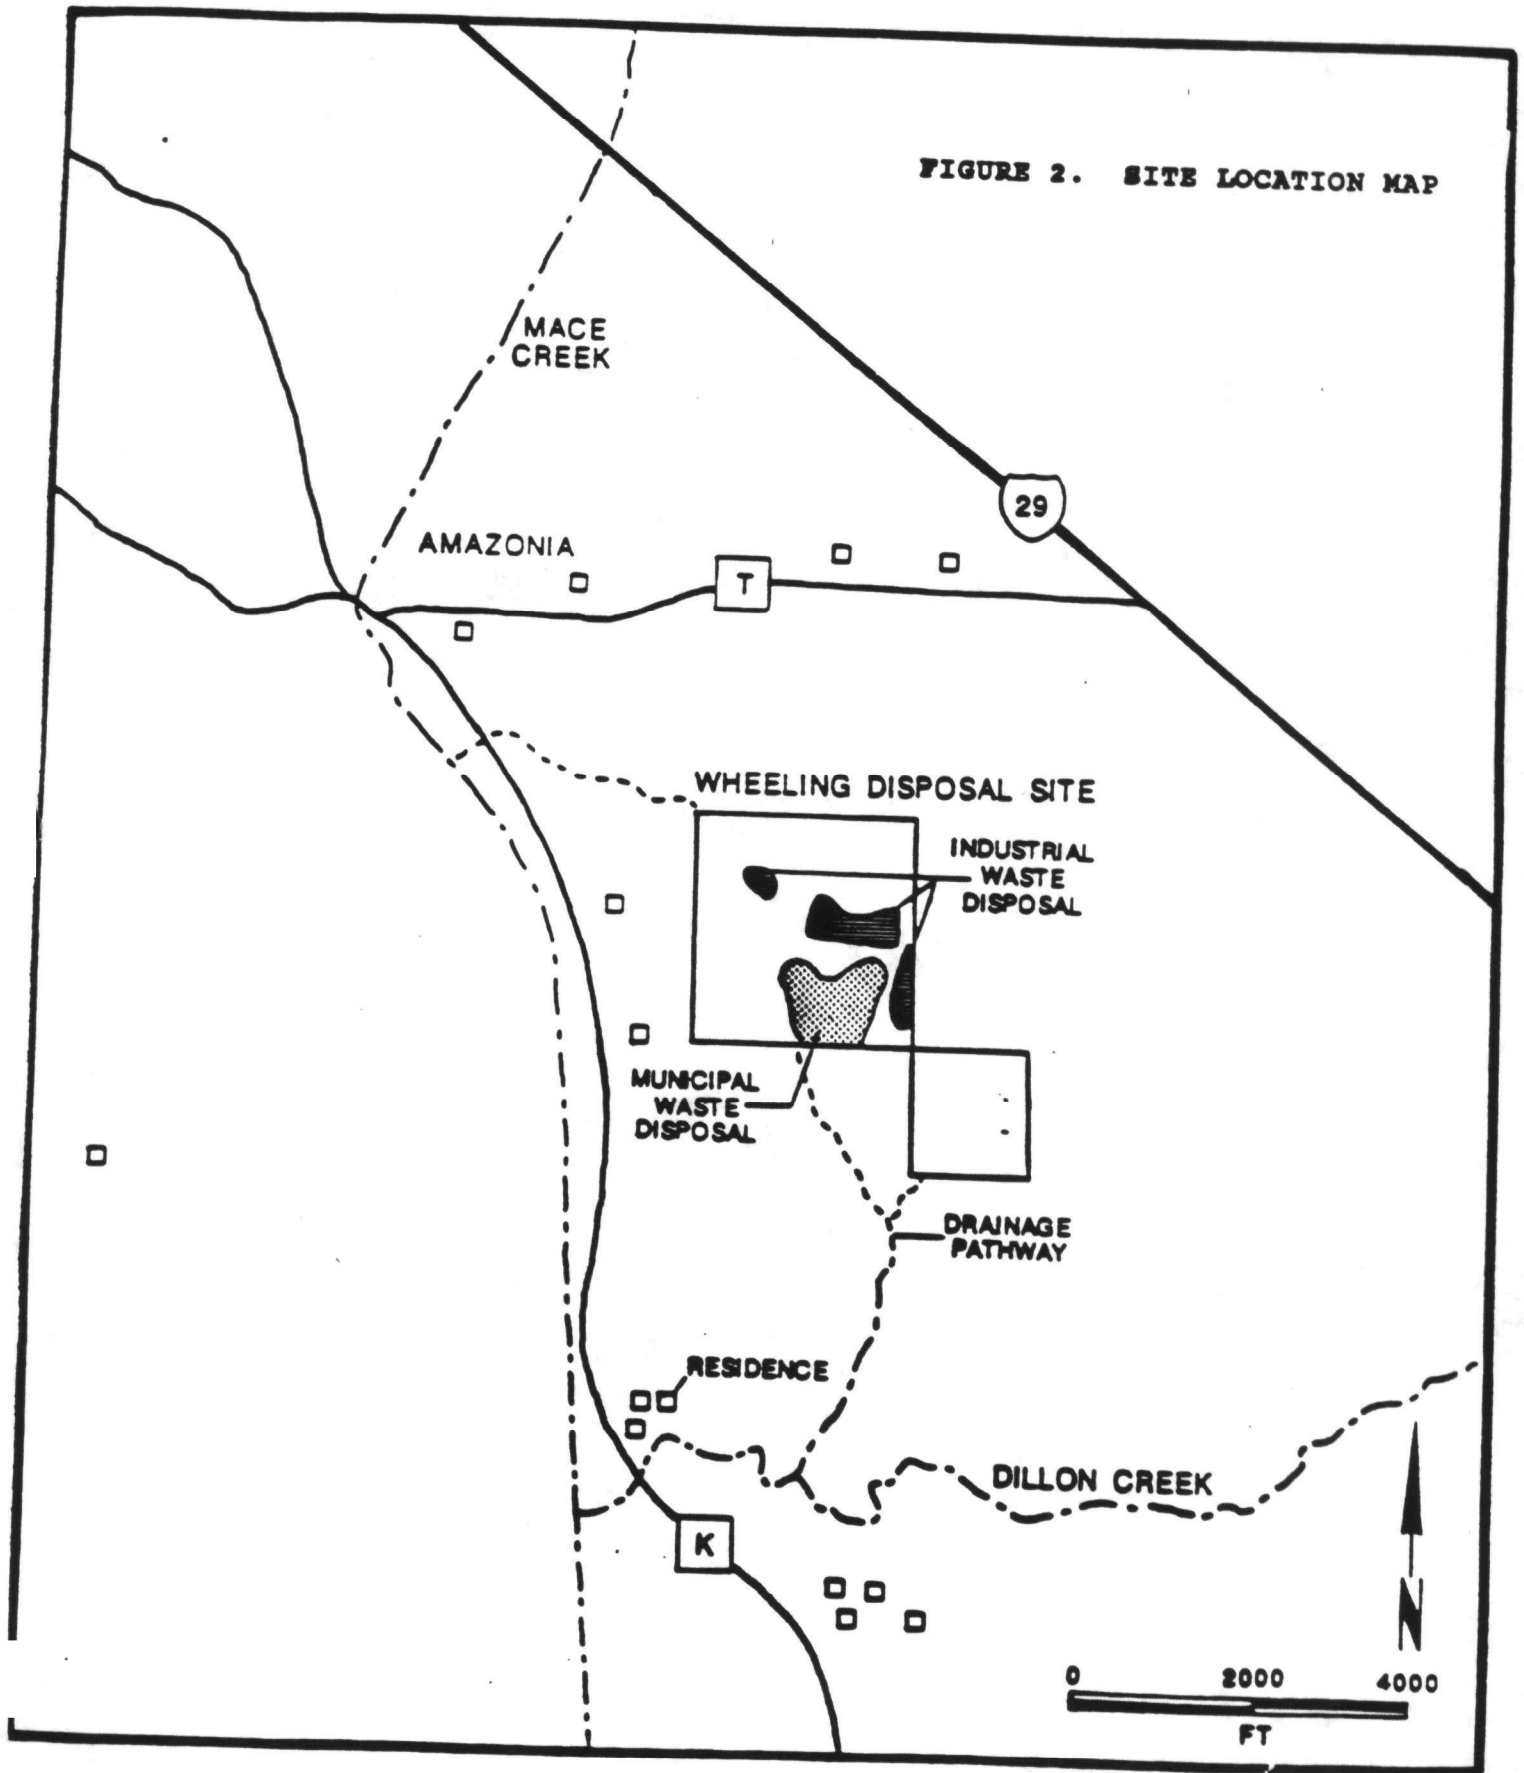 FIGURE 2. SITE LOCATION MAP
MACE
CREEK
29
AMAZONIA
T
WHEELING DISPOSAL SITE
INDUSTRIAL
WASTE
DISPOSAL
MUNICIPAL
WASTE
DISPOSAL
DRAINAGE
PATHWAY
RESIDENCE
DILLON CREEK
K
N
0 2000 4000
FT